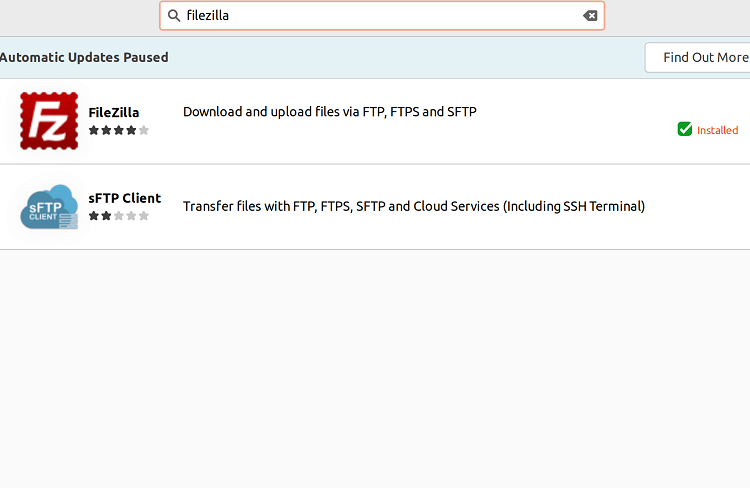 filezilla
Automatic Updates Paused
Find Out More
Fz
FileZilla
Download and upload files via FTP, FTPS and SFTP
Installed
sFTP
CLIENT
sFTP Client
Transfer files with FTP, FTPS, SFTP and Cloud Services (Including SSH Terminal)